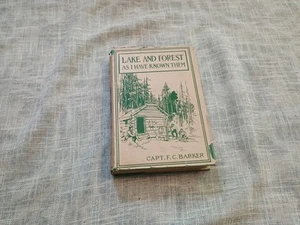 LAKE AND FOREST
AS I HAVE KNOWN THEM
CAPT. F. C. BARKER